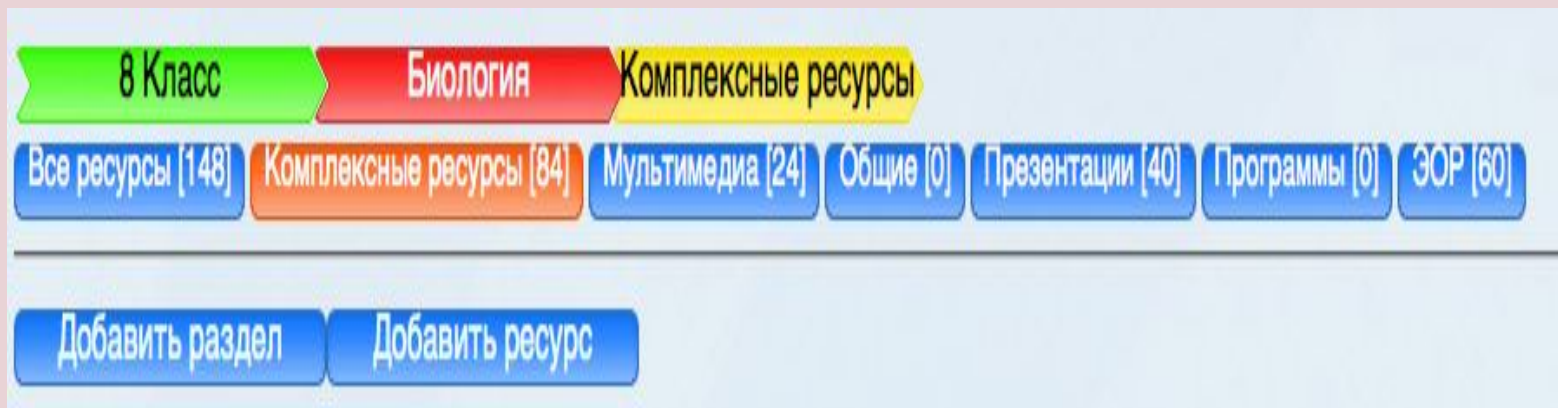 8 Класс Биология Комплексные ресурсы
Все ресурсы [148] Комплексные ресурсы [84] Мультимедиа [24] Общие [0] Презентации [40] Программы [0] ЭОР [60]
Добавить раздел Добавить ресурс